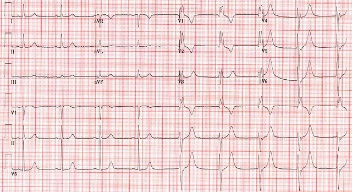 aVR V1 V4
II aVL V2 V5
III aVF V3 V6
V1
II
V5